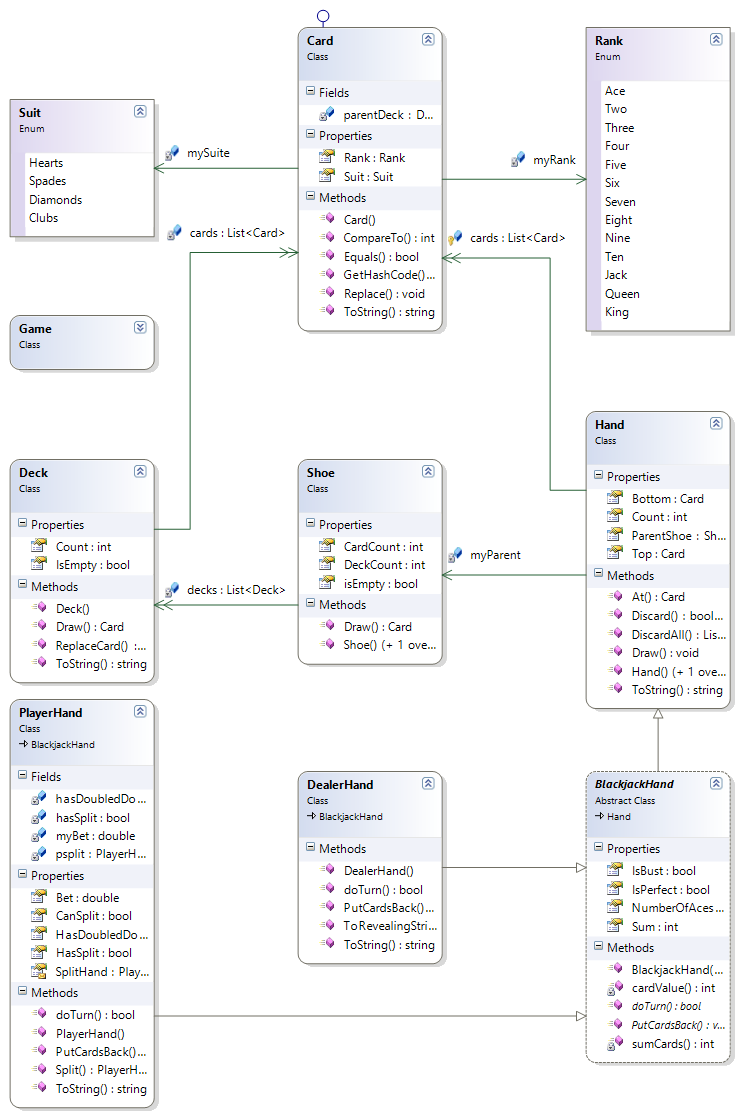 Card
Class
Fields
parentDeck : D...
Properties
Rank : Rank
Suit : Suit
Methods
Card()
CompareTo() : int
Equals() : bool
GetHashCode()...
Replace() : void
ToString() : string
Rank
Enum
Ace
Two
Three
Four
Five
Six
Seven
Eight
Nine
Ten
Jack
Queen
King
Suit
Enum
Hearts
Spades
Diamonds
Clubs
mySuite
myRank
cards : List<Card>
cards : List<Card>
Game
Class
Deck
Class
Properties
Count : int
IsEmpty : bool
Methods
Deck()
Draw() : Card
ReplaceCard() :...
ToString() : string
decks : List<Deck>
Shoe
Class
Properties
CardCount : int
DeckCount : int
isEmpty : bool
Methods
Draw() : Card
Shoe() (+ 1 ove...
myParent
Hand
Class
Properties
Bottom : Card
Count : int
ParentShoe : Sh...
Top : Card
Methods
At() : Card
Discard() : bool...
DiscardAll() : Lis...
Draw() : void
Hand() (+ 1 ove...
ToString() : string
PlayerHand
Class
BlackjackHand
Fields
hasDoubledDo...
hasSplit : bool
myBet : double
psplit : PlayerH...
Properties
Bet : double
CanSplit : bool
HasDoubledDo...
HasSplit : bool
SplitHand : Play...
Methods
doTurn() : bool
PlayerHand()
PutCardsBack()...
Split() : PlayerH...
ToString() : string
DealerHand
Class
BlackjackHand
Methods
DealerHand()
doTurn() : bool
PutCardsBack()...
ToRevealingStri...
ToString() : string
BlackjackHand
Abstract Class
Hand
Properties
IsBust : bool
IsPerfect : bool
NumberOfAces ...
Sum : int
Methods
BlackjackHand(...
cardValue() : int
doTurn() : bool
PutCardsBack() : v...
sumCards() : int